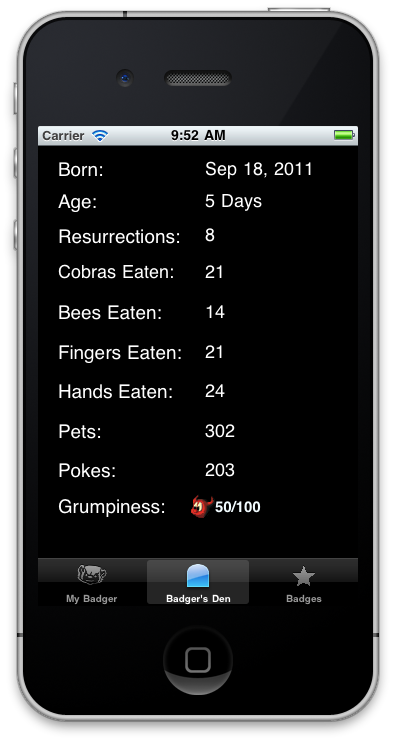 Carrier 9:52 AM
Born: Sep 18, 2011
Age: 5 Days
Resurrections: 8
Cobras Eaten: 21
Bees Eaten: 14
Fingers Eaten: 21
Hands Eaten: 24
Pets: 302
Pokes: 203
Grumpiness: 50/100
My Badger Badger's Den Badges